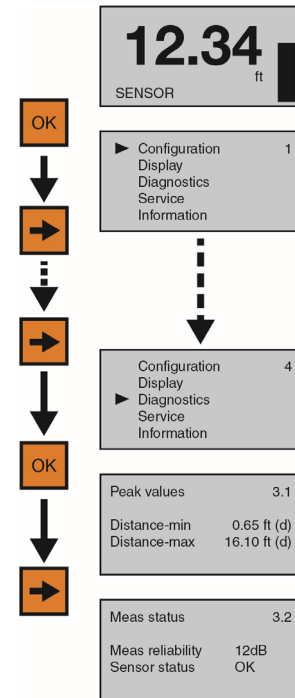 12.34
ft
SENSOR
OK
Configuration 1
Display
Diagnostics
Service
Information
Configuration 4
Display
Diagnostics
Service
Information
OK
Peak values 3.1
Distance-min 0.65 ft (d)
Distance-max 16.10 ft (d)
Meas status 3.2
Meas reliability 12dB
Sensor status OK